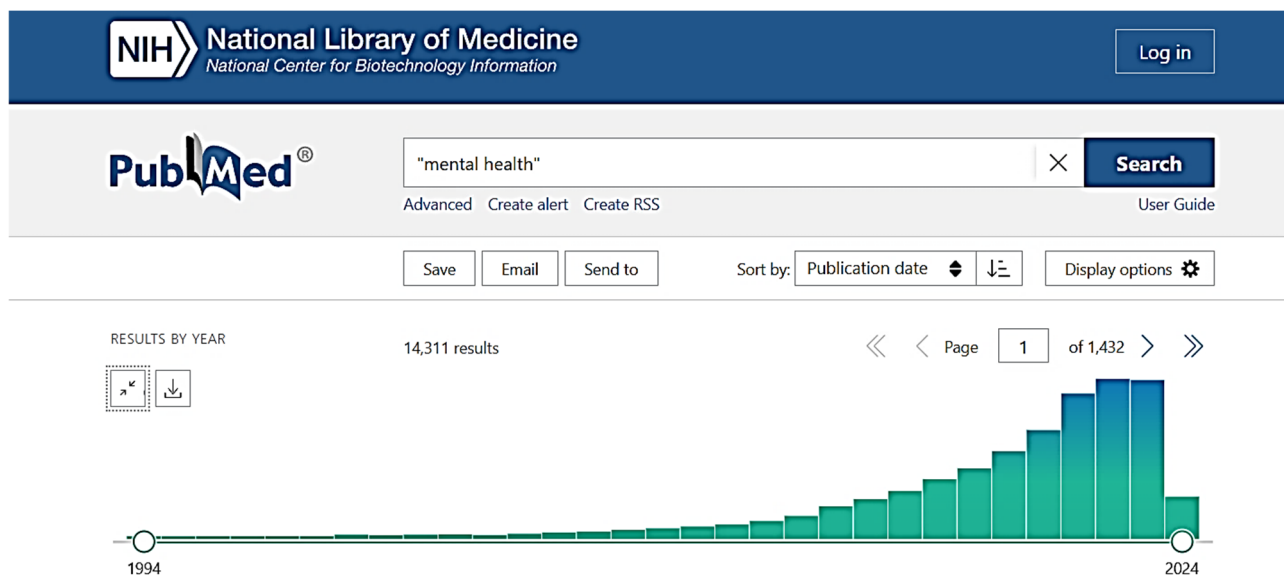 NIH National Library of Medicine
National Center for Biotechnology Information
Log in
PubMed®
"mental health"
Search
Advanced Create alert Create RSS
User Guide
Save Email Send to
Sort by: Publication date
Display options
RESULTS BY YEAR
14,311 results
Page 1 of 1,432
1994
2024